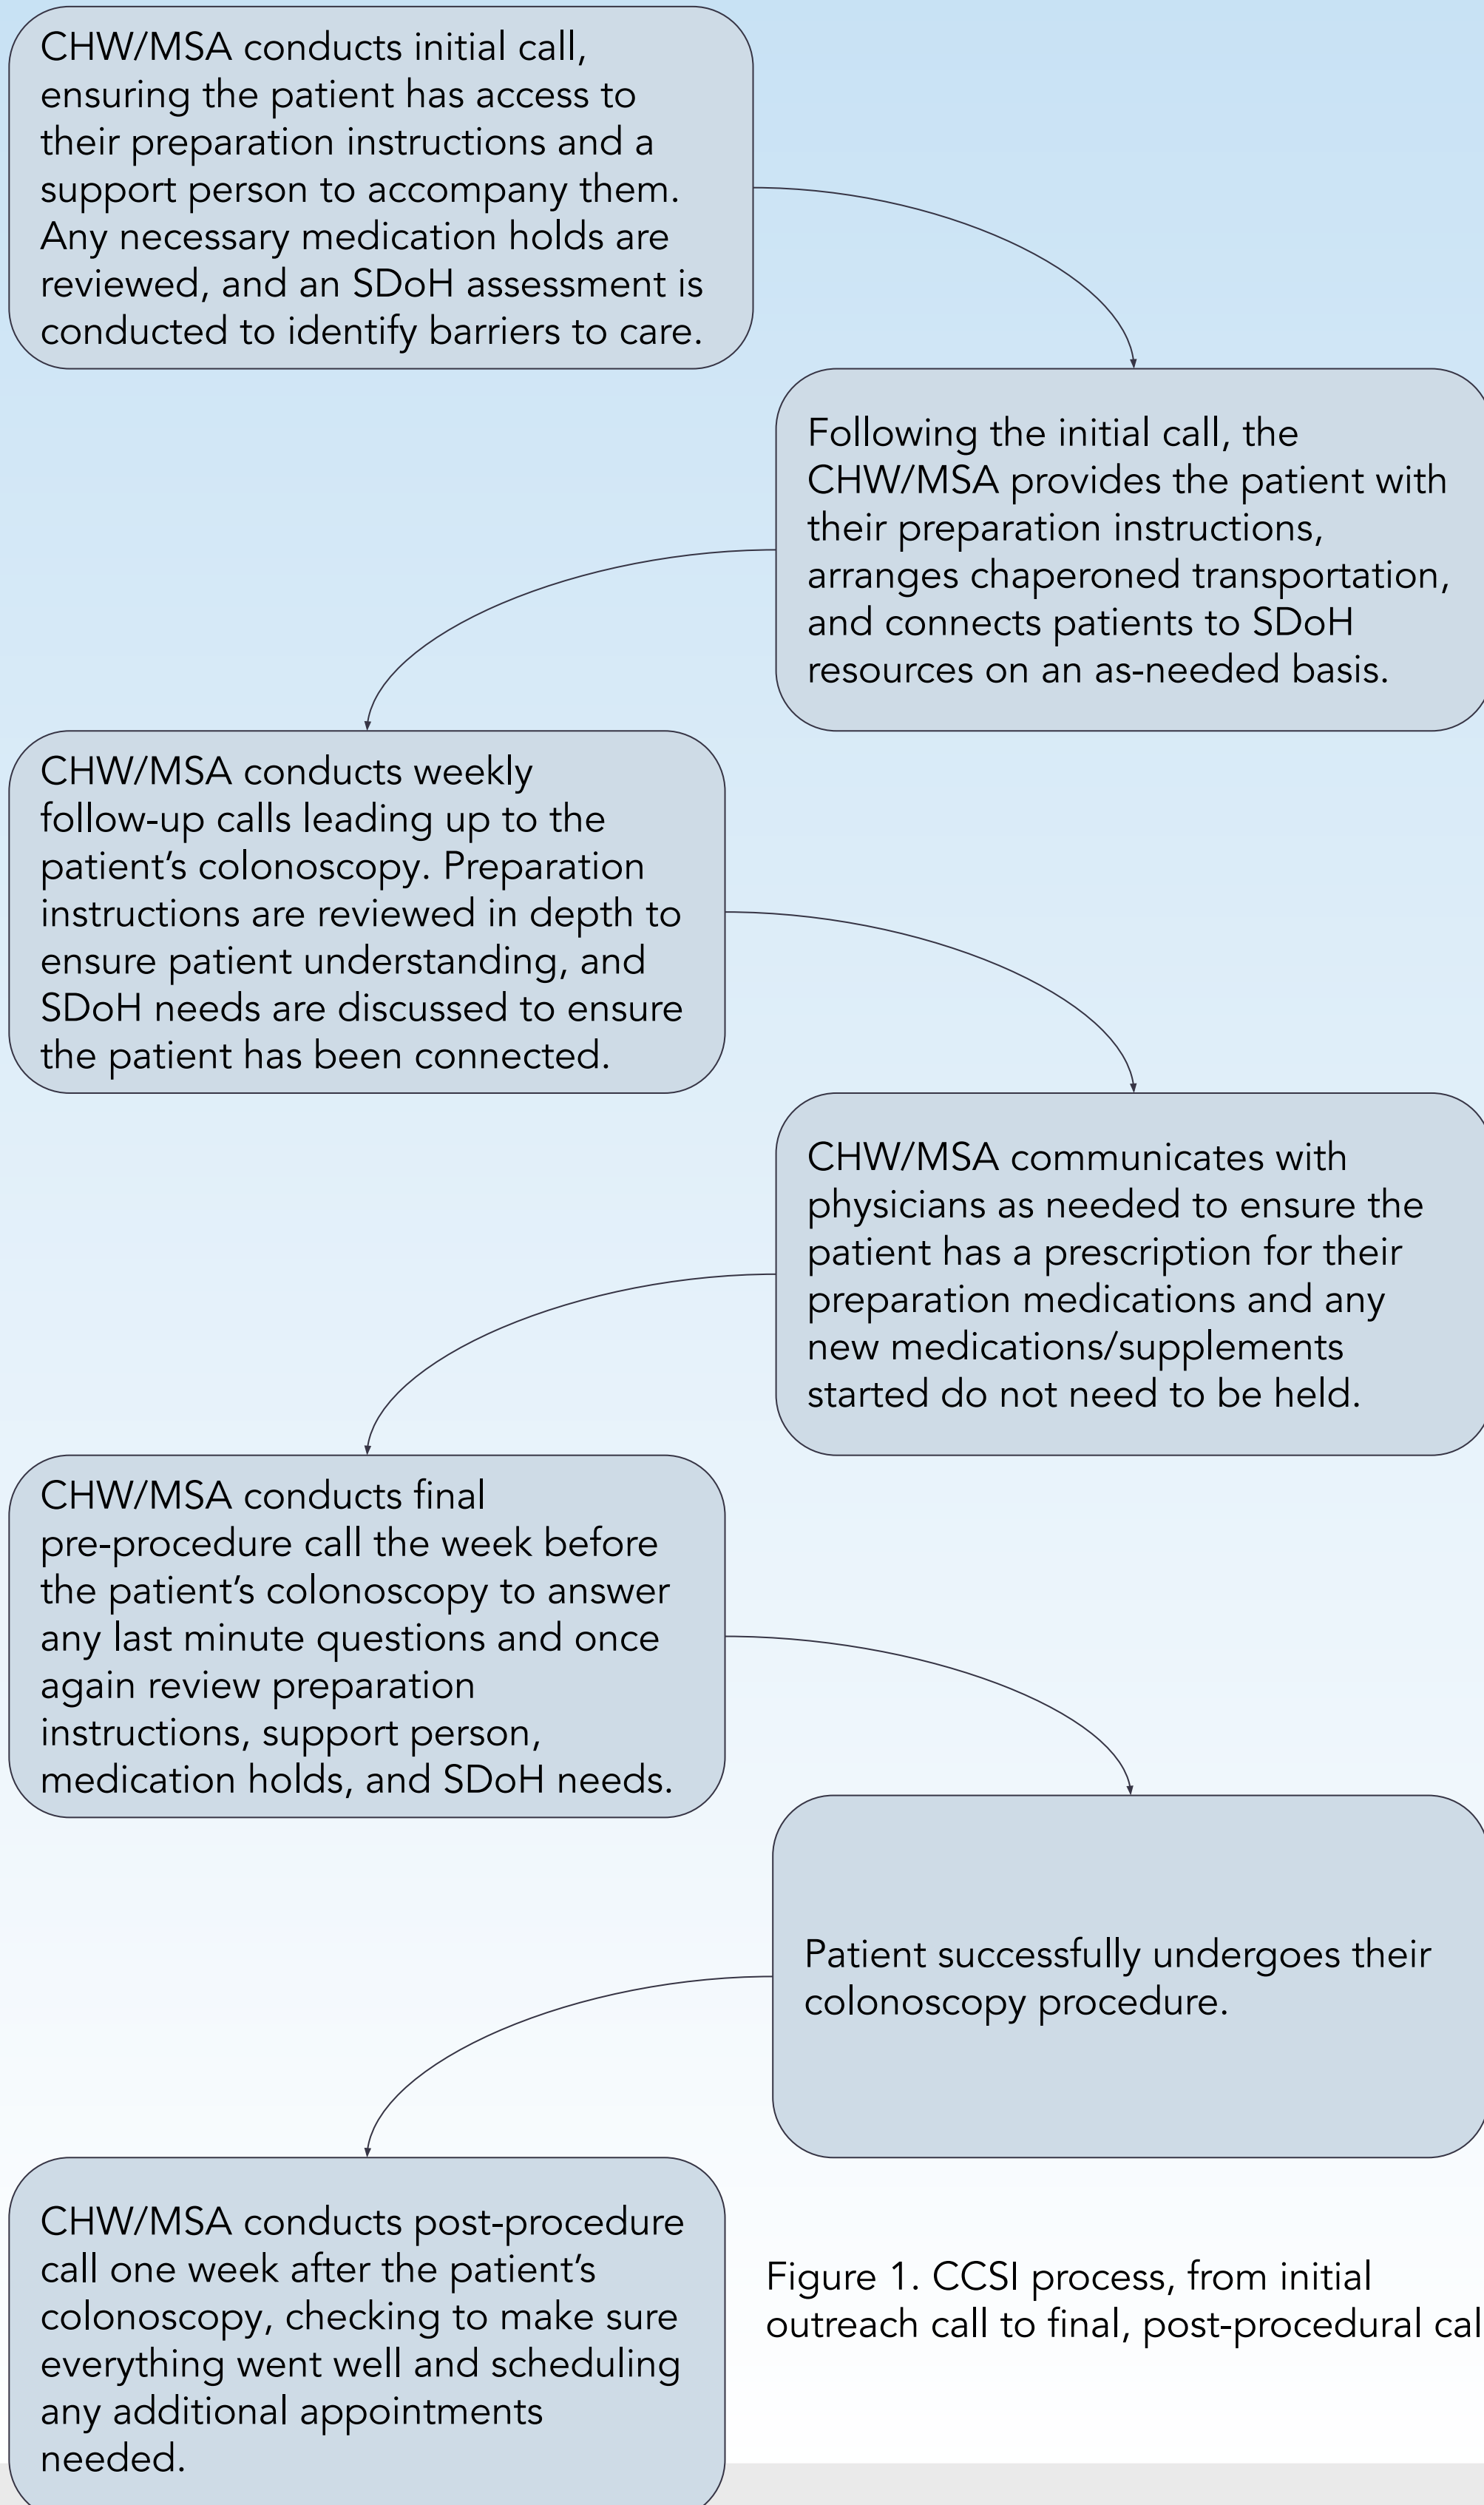 CHW/MSA conducts initial call,
ensuring the patient has access to
their preparation instructions and a
support person to accompany them.
Any necessary medication holds are
reviewed, and an SDoH assessment is
conducted to identify barriers to care.
Following the initial call, the
CHW/MSA provides the patient with
their preparation instructions,
arranges chaperoned transportation,
and connects patients to SDoH
resources on an as-needed basis.
CHW/MSA conducts weekly
follow-up calls leading up to the
patient’s colonoscopy. Preparation
instructions are reviewed in depth to
ensure patient understanding, and
SDoH needs are discussed to ensure
the patient has been connected.
CHW/MSA communicates with
physicians as needed to ensure the
patient has a prescription for their
preparation medications and any
new medications/supplements
started do not need to be held.
CHW/MSA conducts final
pre-procedure call the week before
the patient’s colonoscopy to answer
any last minute questions and once
again review preparation
instructions, support person,
medication holds, and SDoH needs.
Patient successfully undergoes their
colonoscopy procedure.
CHW/MSA conducts post-procedure
call one week after the patient’s
colonoscopy, checking to make sure
everything went well and scheduling
any additional appointments
needed.
Figure 1. CCSI process, from initial
outreach call to final, post-procedural cal